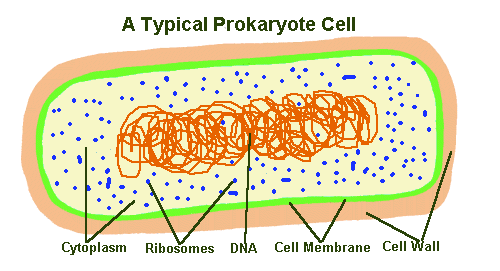 A Typical Prokaryote Cell
Cytoplasm Ribosomes DNA Cell Membrane Cell Wall